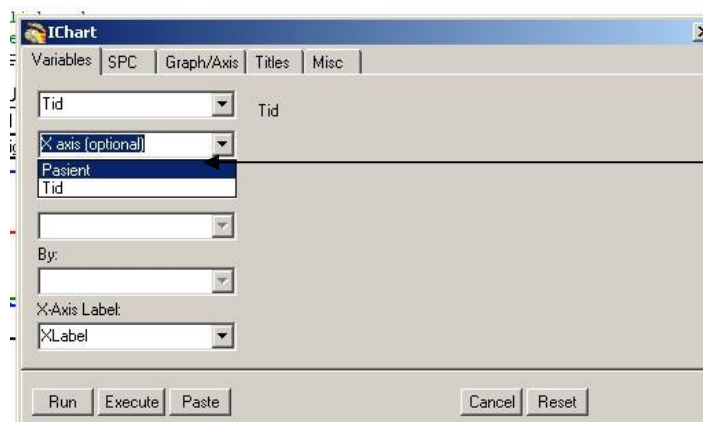 IChart
Variables SPC Graph/Axis Titles Misc
Tid Tid
X axis (optional)
Pasient
Tid
By:
X-Axis Label:
XLabel
Run Execute Paste Cancel Reset